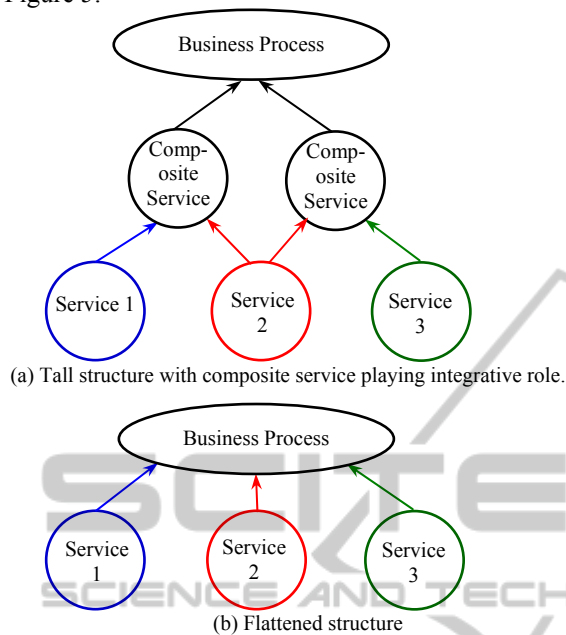 Figure 5.
Business Process
Comp-
osite
Service
Comp-
osite
Service
Service 1
Service
2
Service
3
(a) Tall structure with composite service playing integrative role.
Business Process
Service
1
Service
2
Service
3
SCITE
SCIENCE AND TECH
(b) Flattened structure